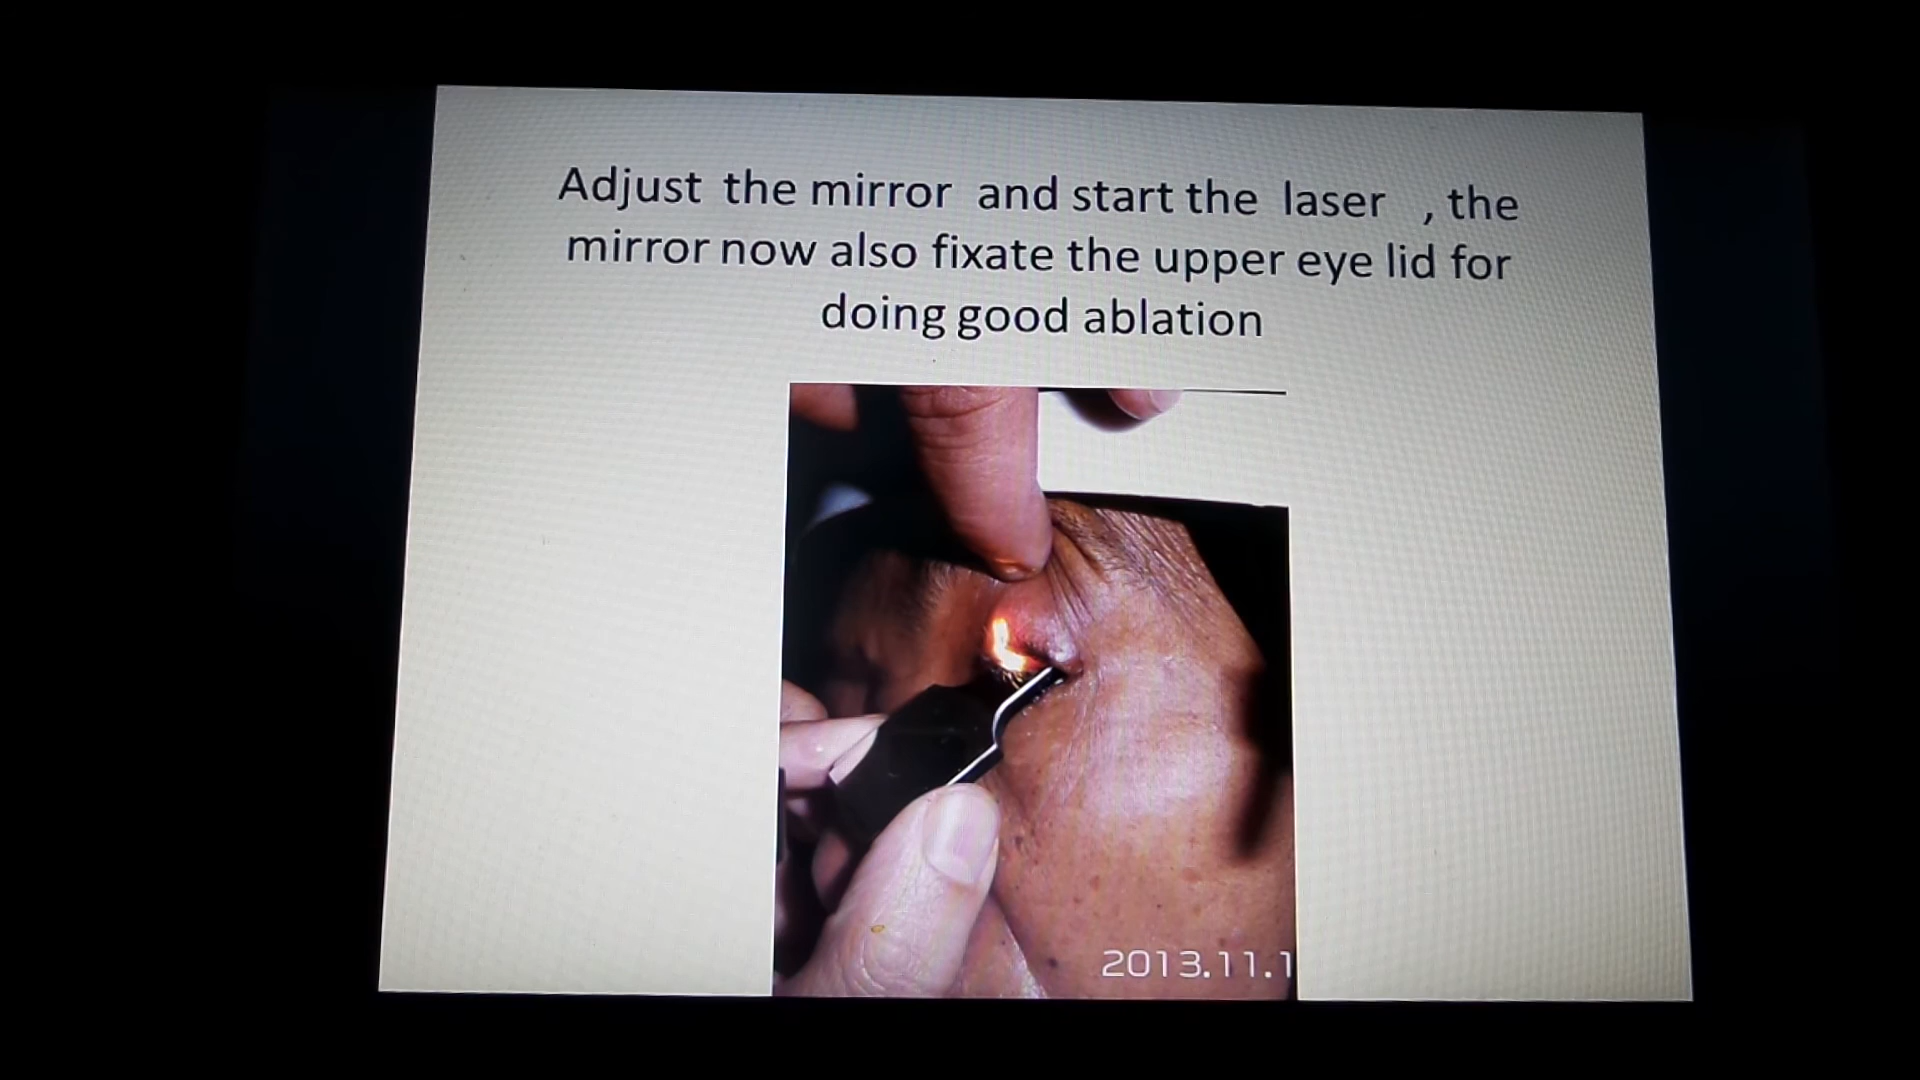 Adjust the mirror and start the laser , the
mirror now also fixate the upper eye lid for
doing good ablation
2013.11.1